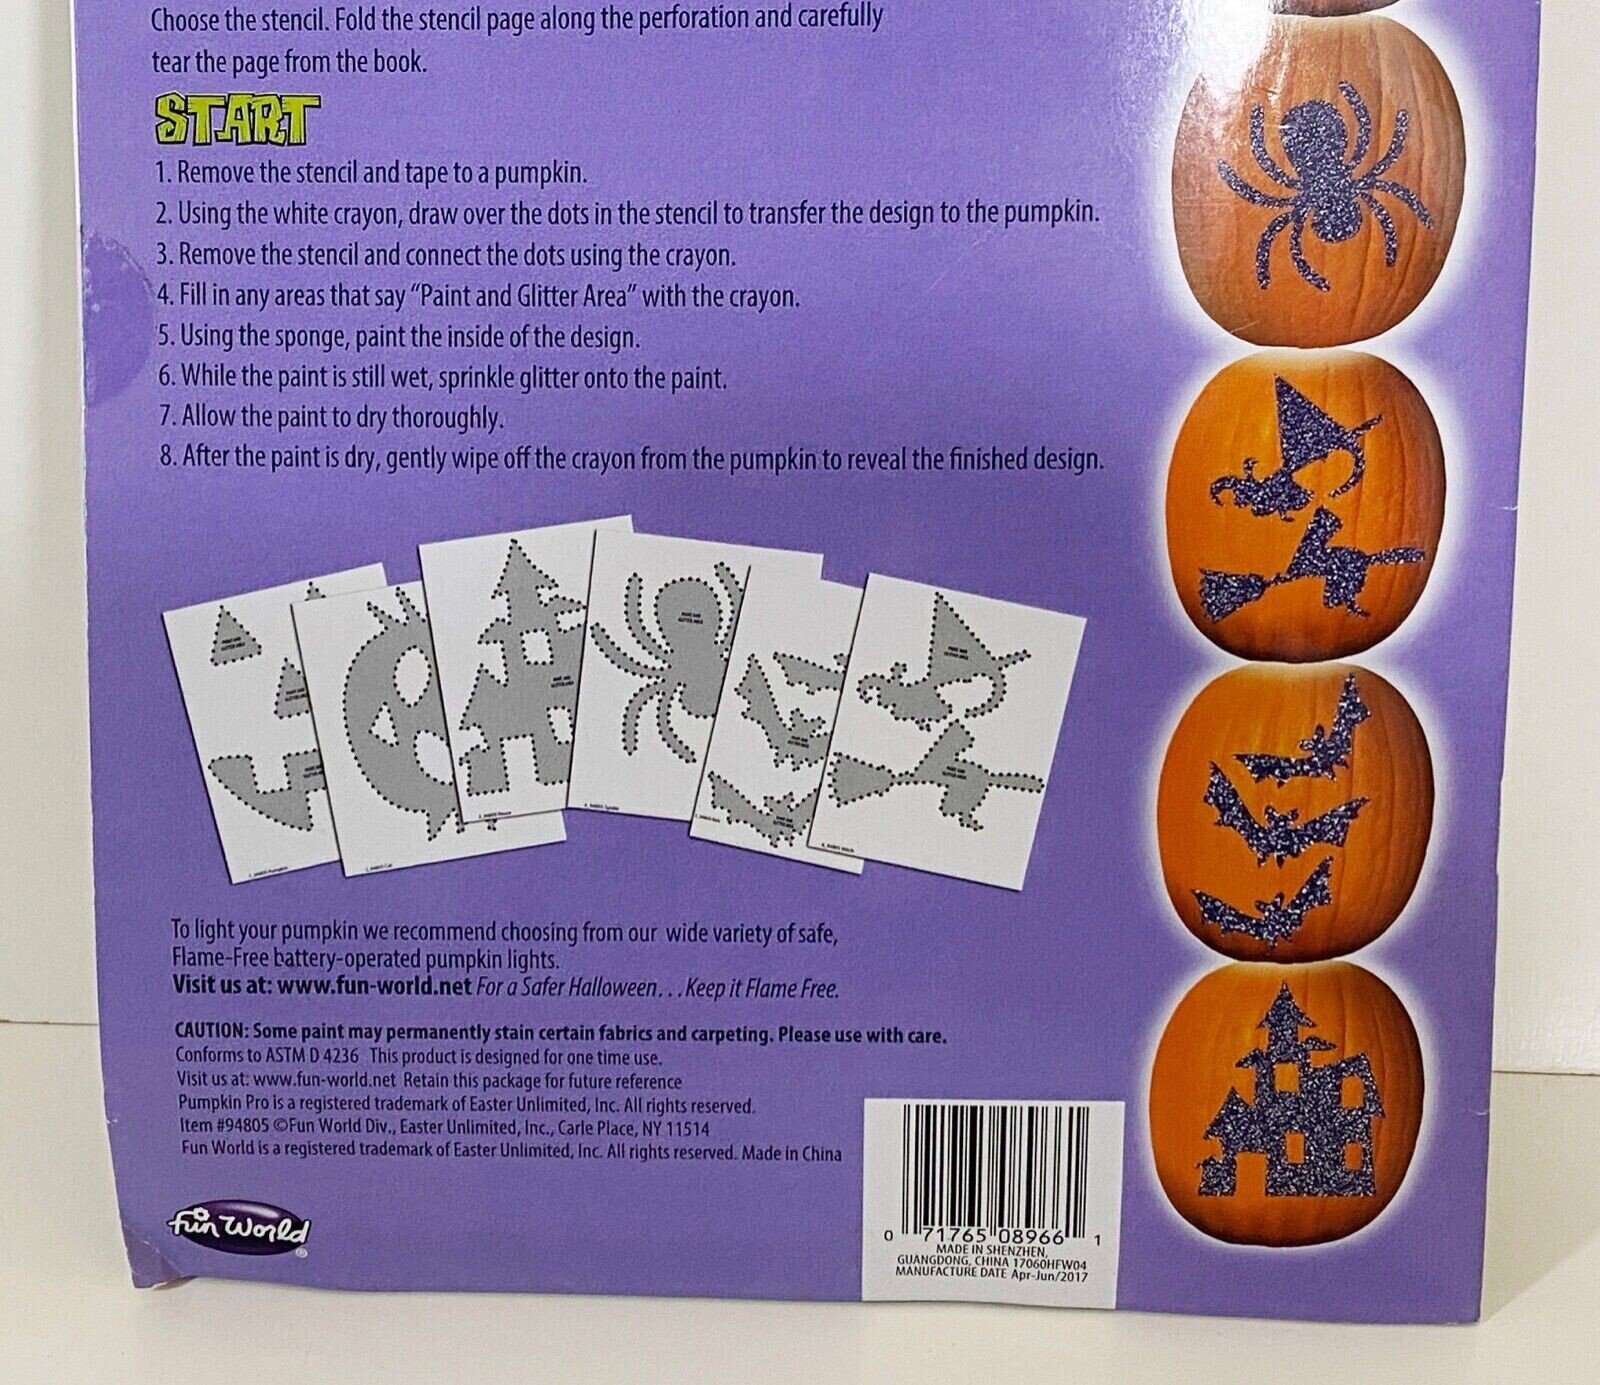 Choose the stencil. Fold the stencil page along the perforation and carefully
tear the page from the book.
START
1. Remove the stencil and tape to a pumpkin.
2. Using the white crayon, draw over the dots in the stencil to transfer the design to the pumpkin.
3. Remove the stencil and connect the dots using the crayon.
4. Fill in any areas that say “Paint and Glitter Area” with the crayon.
5. Using the sponge, paint the inside of the design.
6. While the paint is still wet, sprinkle glitter onto the paint.
7. Allow the paint to dry thoroughly.
8. After the paint is dry, gently wipe off the crayon from the pumpkin to reveal the finished design.
To light your pumpkin we recommend choosing from our wide variety of safe,
Flame-Free battery-operated pumpkin lights.
Visit us at: www.fun-world.net For a Safer Halloween. . . Keep it Flame Free.
CAUTION: Some paint may permanently stain certain fabrics and carpeting. Please use with care.
Conforms to ASTM D 4236 This product is designed for one time use.
Visit us at: www.fun-world.net Retain this package for future reference
Pumpkin Pro is a registered trademark of Easter Unlimited, Inc. All rights reserved.
Item #94805 ©Fun World Div., Easter Unlimited, Inc., Carle Place, NY 11514
Fun World is a registered trademark of Easter Unlimited, Inc. All rights reserved. Made in China
fun World ®
0 71765 08966 1
MADE IN SHENZHEN,
GUANGDONG, CHINA 17060HFW04
MANUFACTURE DATE Apr-Jun/2017